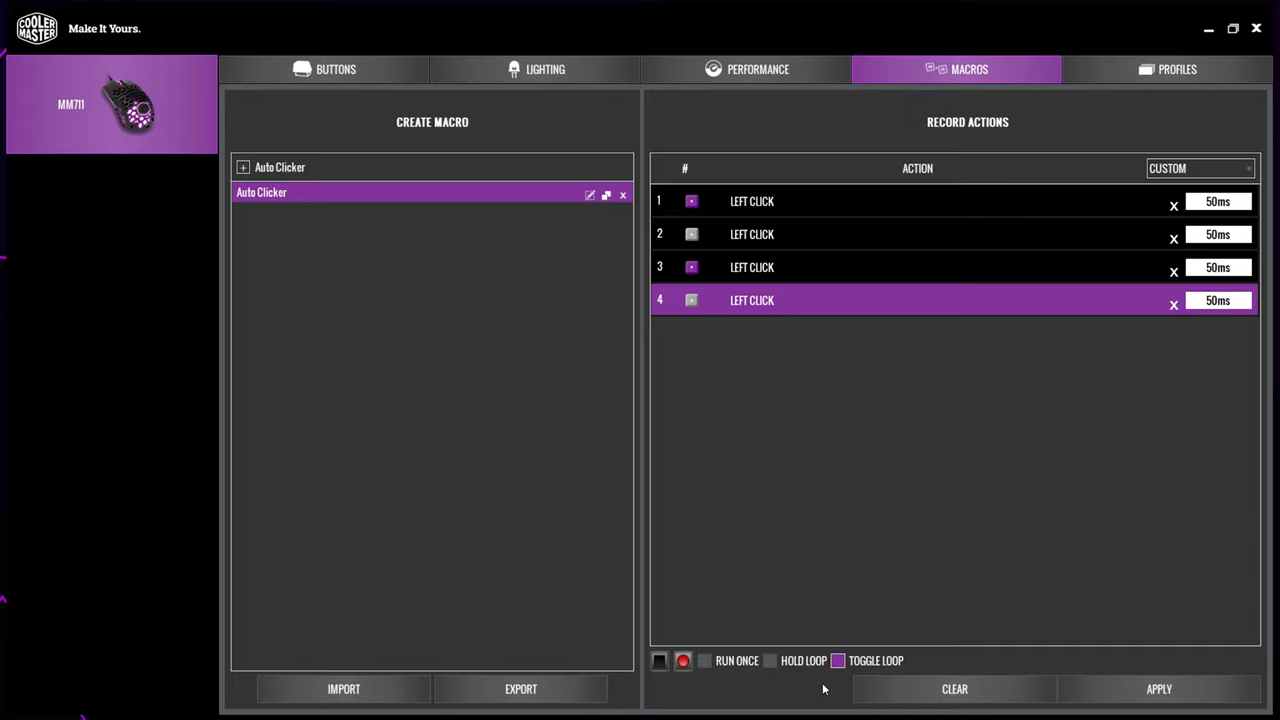 COOLER
MASTER
Make It Yours.
MM711
BUTTONS
LIGHTING
PERFORMANCE
MACROS
PROFILES
CREATE MACRO
Auto Clicker
Auto Clicker
x
RECORD ACTIONS
# ACTION CUSTOM
1 LEFT CLICK X 50ms
2 LEFT CLICK X 50ms
3 LEFT CLICK X 50ms
4 LEFT CLICK X 50ms
RUN ONCE HOLD LOOP TOGGLE LOOP
IMPORT EXPORT
CLEAR APPLY